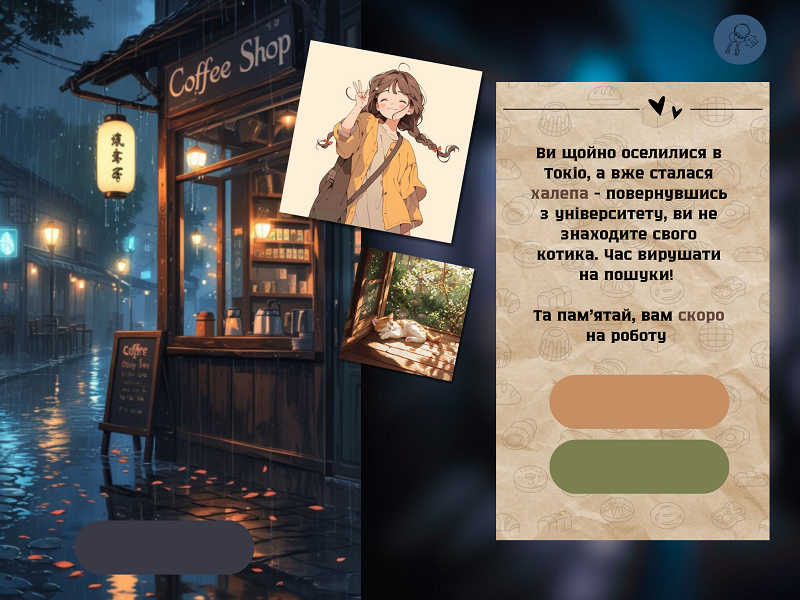 Coffee Shop
Coffee
Ви щойно оселилися в
Токіо, а вже сталася
халепа - повернувшись
з університету, ви не
знаходите свого
котика. Час вирушати
на пошуки!
Та пам’ятай, вам скоро
на роботу